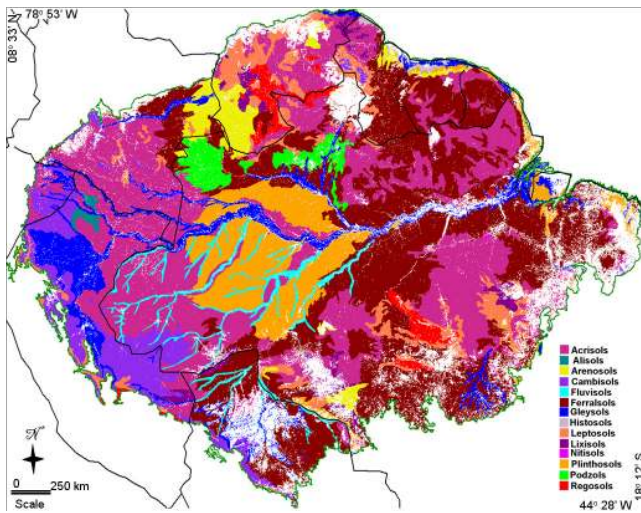 78° 53' W
08° 33' N
Acrisols
Alisols
Arenosols
Cambisols
Fluvisols
Ferralsols
Gleysols
Histosols
Leptosols
Lixisols
Nitisols
Plinthosols
Podzols
Regosols
N
0 250 km
Scale
44° 28' W
18° 12' S